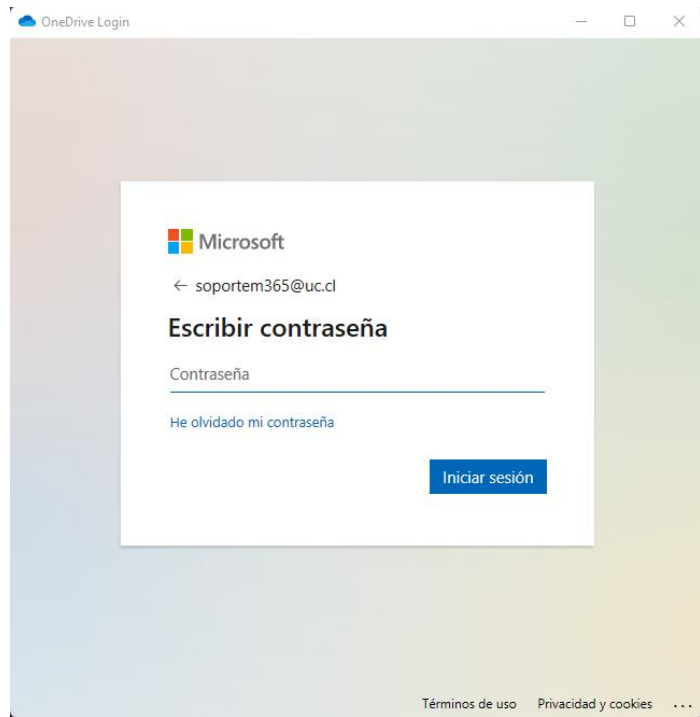 OneDrive Login
Microsoft
← soportem365@uc.cl
Escribir contraseña
Contraseña
He olvidado mi contraseña
Iniciar sesión
Términos de uso Privacidad y cookies ...